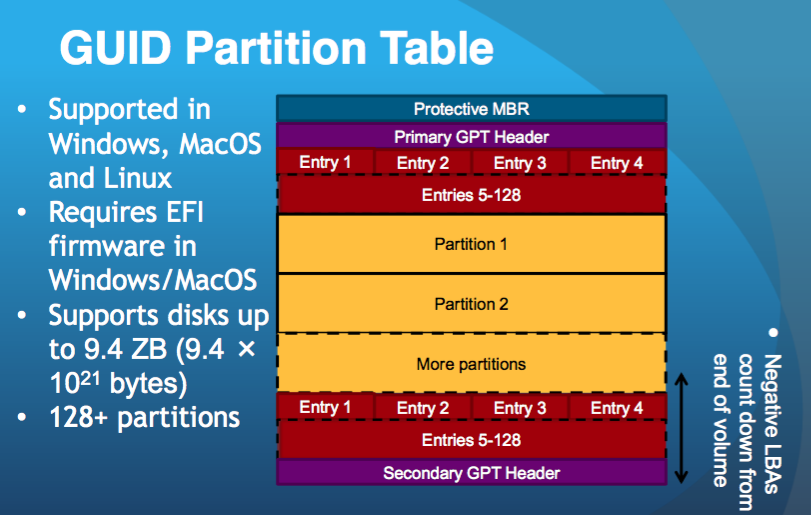 GUID Partition Table
• Supported in
Windows, MacOS
and Linux
• Requires EFI
firmware in
Windows/MacOS
• Supports disks up
to 9.4 ZB (9.4 ×
10²¹ bytes)
• 128+ partitions
Protective MBR
Primary GPT Header
Entry 1 Entry 2 Entry 3 Entry 4
Entries 5-128
Partition 1
Partition 2
More partitions
Entry 1 Entry 2 Entry 3 Entry 4
Entries 5-128
Secondary GPT Header
• Negative LBAs
count down from
end of volume